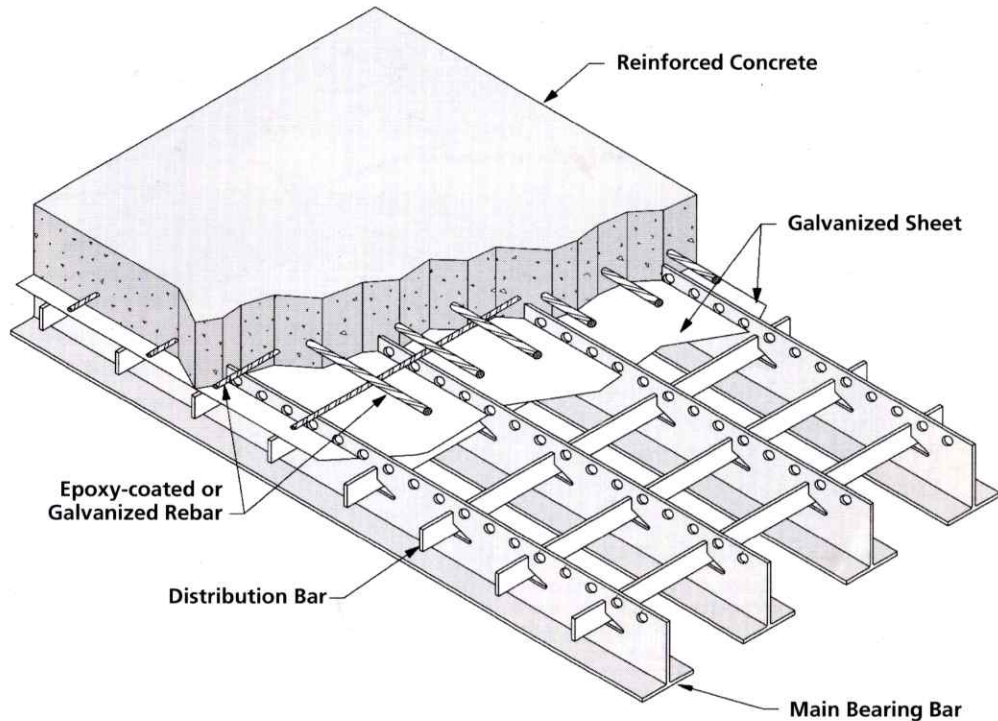 Reinforced Concrete
Galvanized Sheet
Epoxy-coated or
Galvanized Rebar
Distribution Bar
Main Bearing Bar